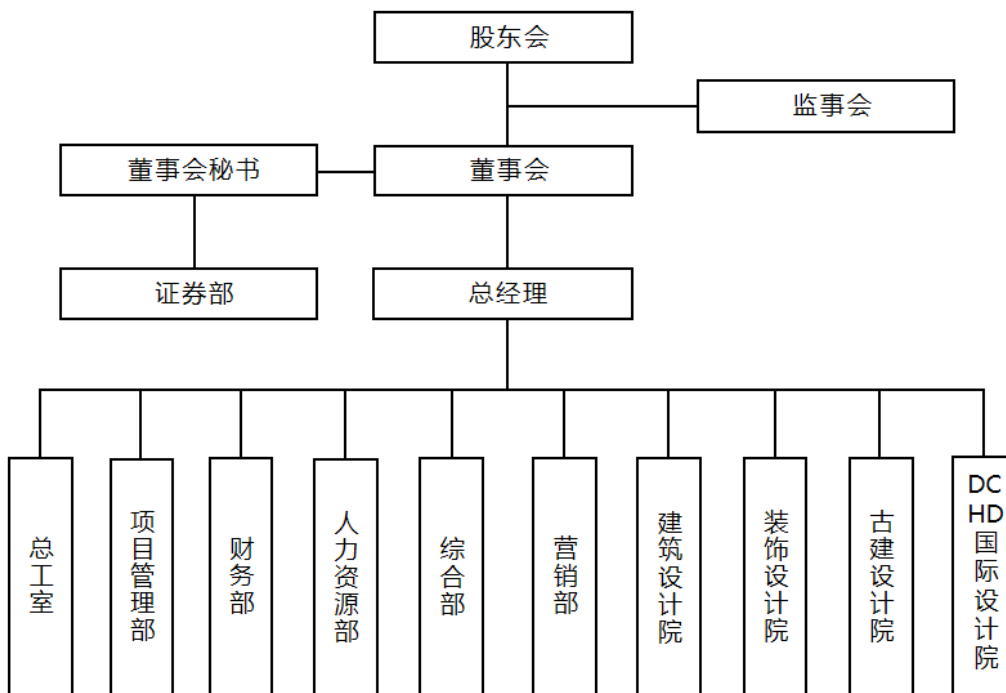 股东会
监事会
董事会秘书
董事会
证券部
总经理
总工室
项目管理部
财务部
人力资源部
综合部
营销部
建筑设计院
装饰设计院
古建设计院
DCHD国际设计院